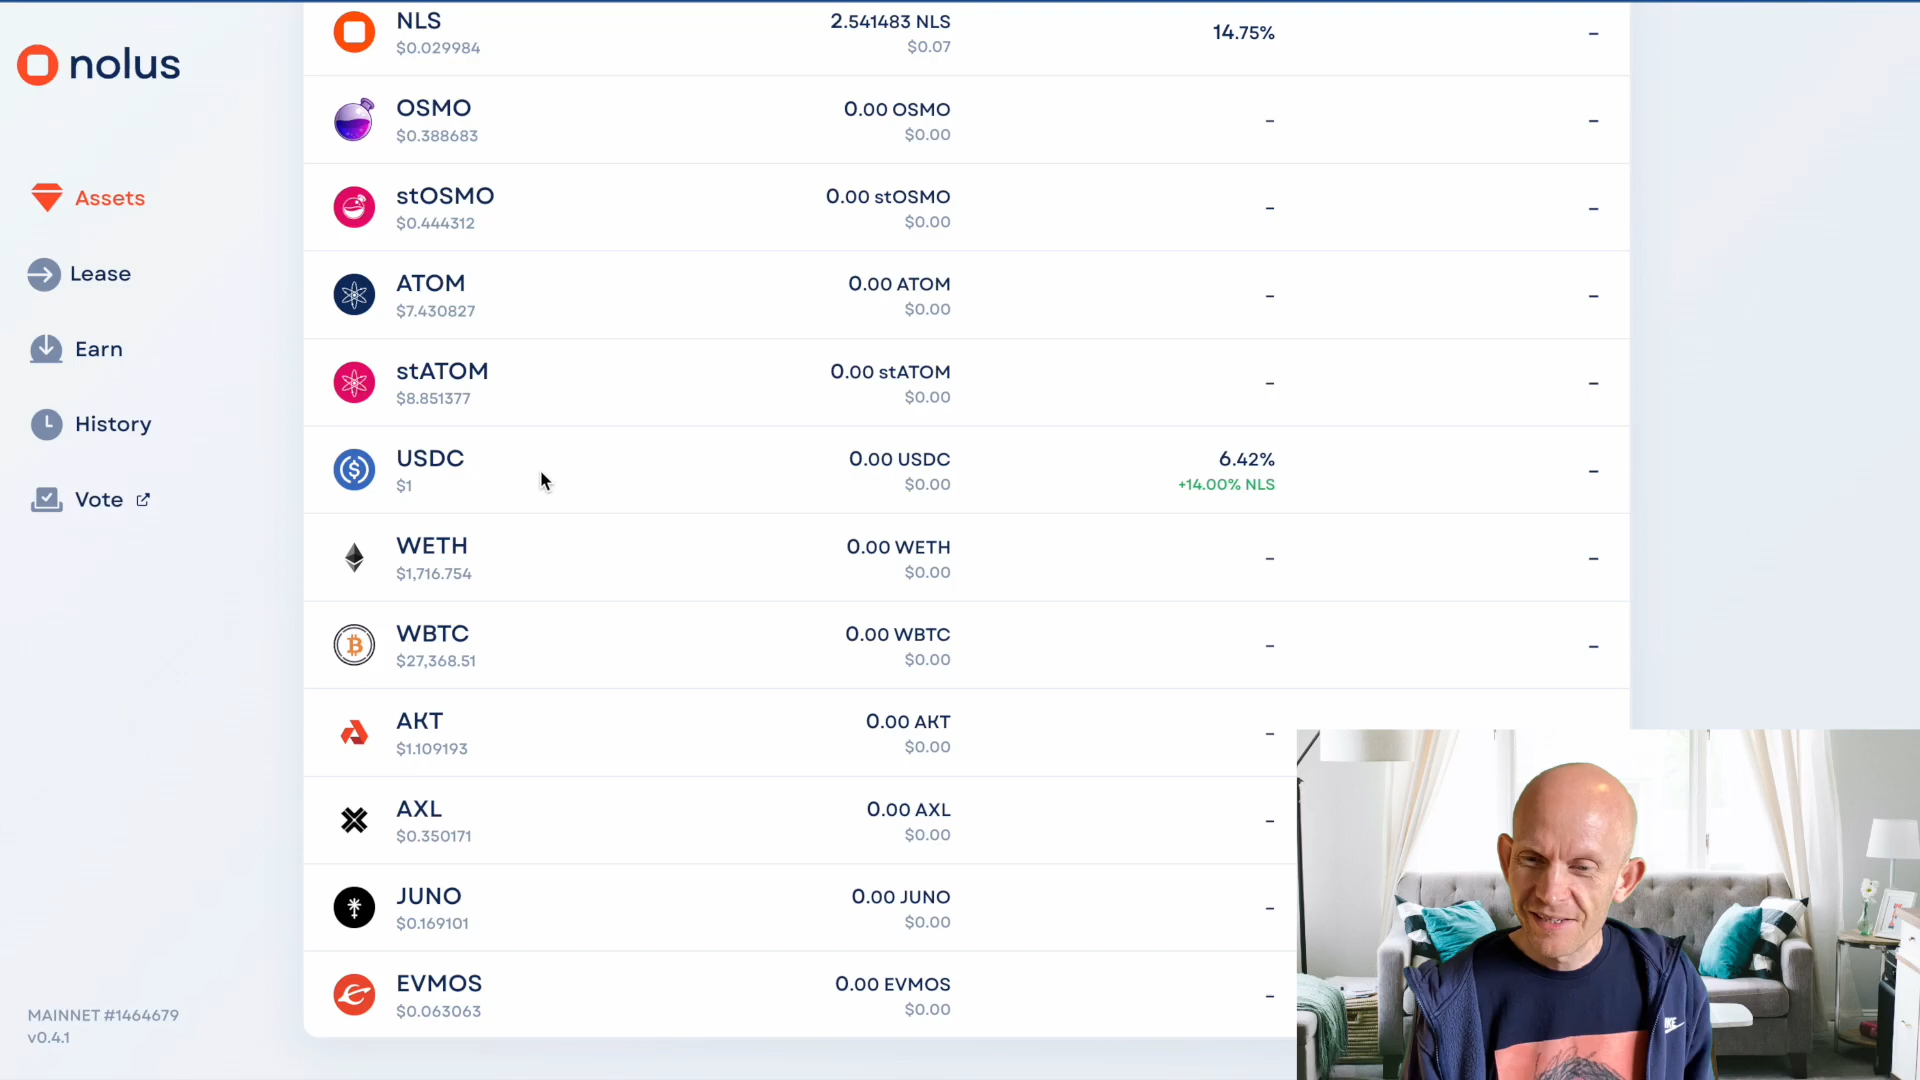 nolus
Assets
Lease
Earn
History
Vote
MAINNET #1464679
v0.4.1
NLS
$0.029984
2.541483 NLS
$0.07
14.75%
–
OSMO
$0.388683
0.00 OSMO
$0.00
–
–
stOSMO
$0.444312
0.00 stOSMO
$0.00
–
–
ATOM
$7.430827
0.00 ATOM
$0.00
–
–
stATOM
$8.851377
0.00 stATOM
$0.00
–
–
USDC
$1
0.00 USDC
$0.00
6.42%
+14.00% NLS
–
WETH
$1,716.754
0.00 WETH
$0.00
–
–
WBTC
$27,368.51
0.00 WBTC
$0.00
–
–
AKT
$1.109193
0.00 AKT
$0.00
–
AXL
$0.350171
0.00 AXL
$0.00
–
JUNO
$0.169101
0.00 JUNO
$0.00
–
EVMOS
$0.063063
0.00 EVMOS
$0.00
–